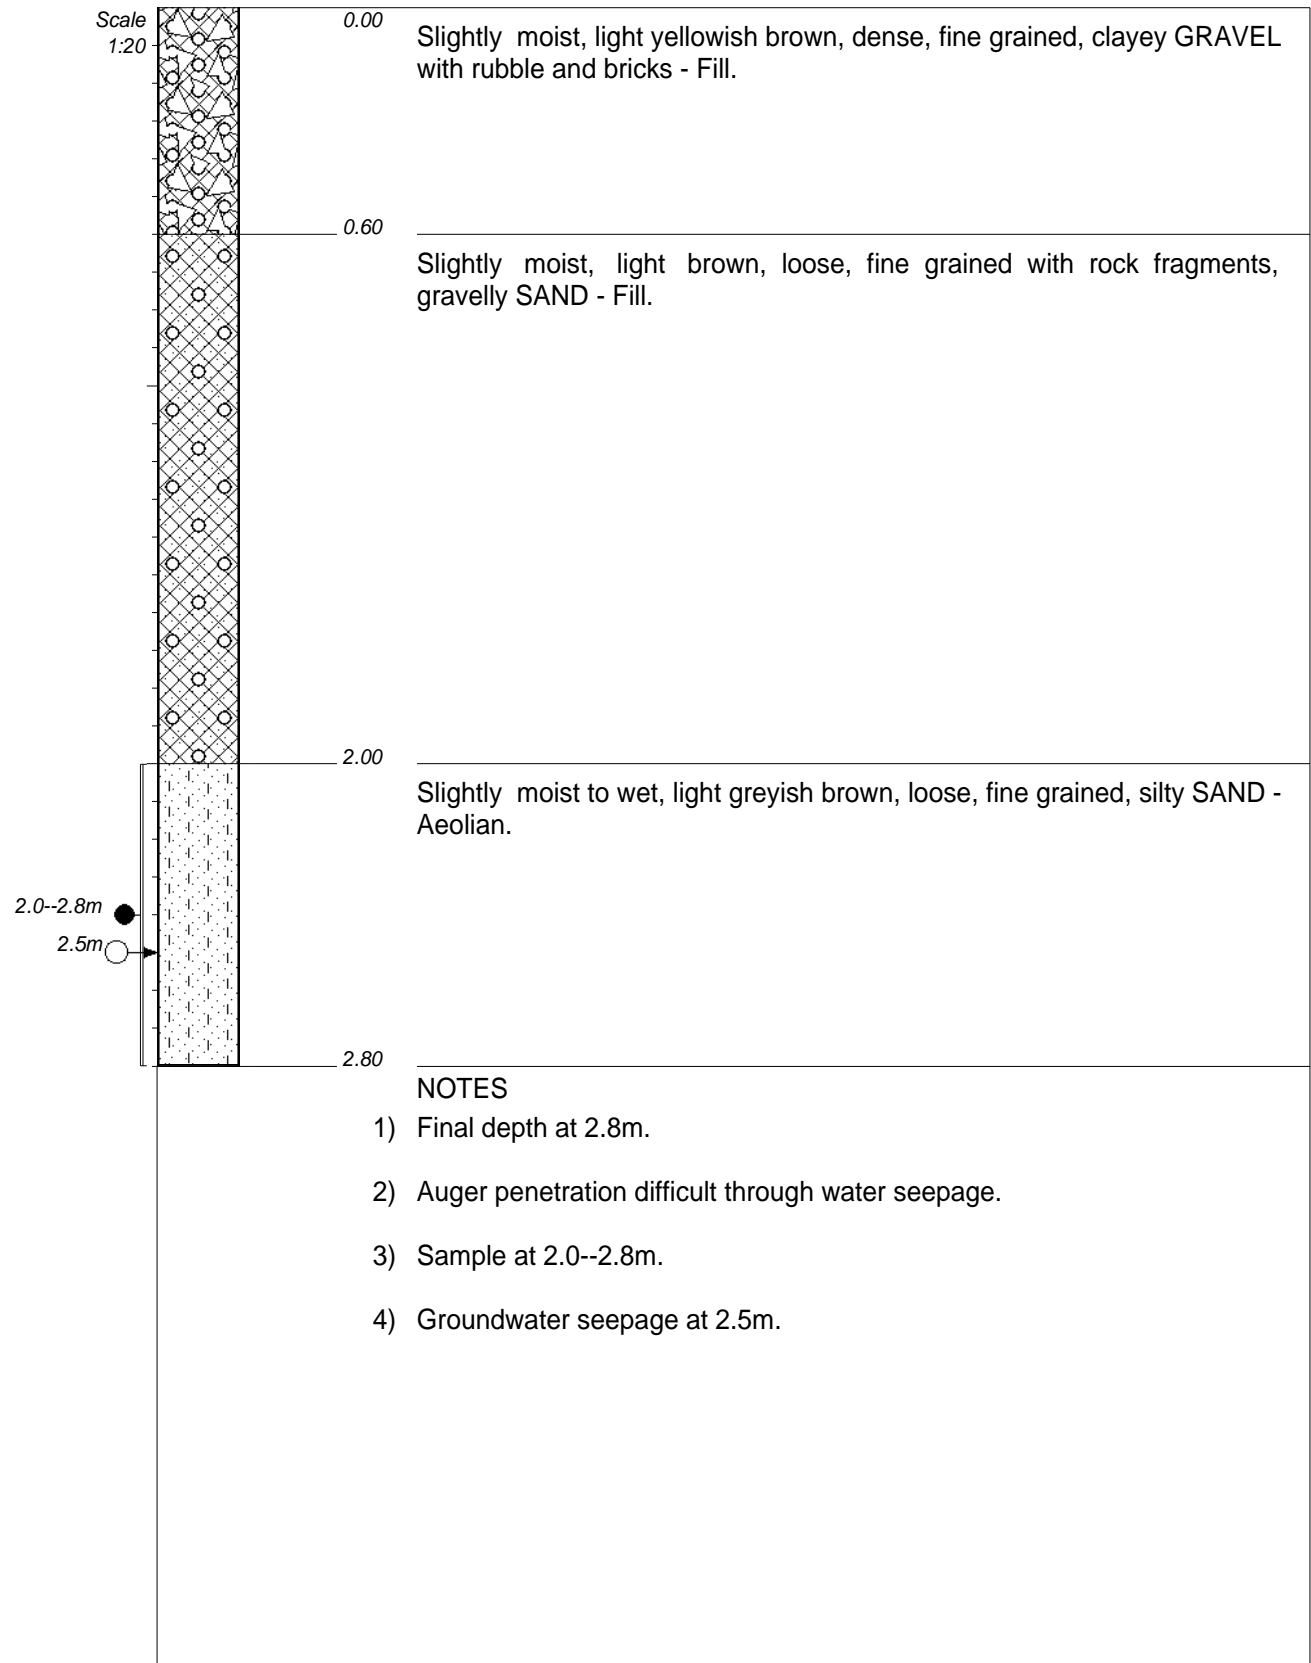 Scale
1:20
0.00
Slightly moist, light yellowish brown, dense, fine grained, clayey GRAVEL
with rubble and bricks - Fill.
0.60
Slightly moist, light brown, loose, fine grained with rock fragments,
gravelly SAND - Fill.
2.00
Slightly moist to wet, light greyish brown, loose, fine grained, silty SAND -
Aeolian.
2.0--2.8m
2.5m
2.80
NOTES
1) Final depth at 2.8m.
2) Auger penetration difficult through water seepage.
3) Sample at 2.0--2.8m.
4) Groundwater seepage at 2.5m.